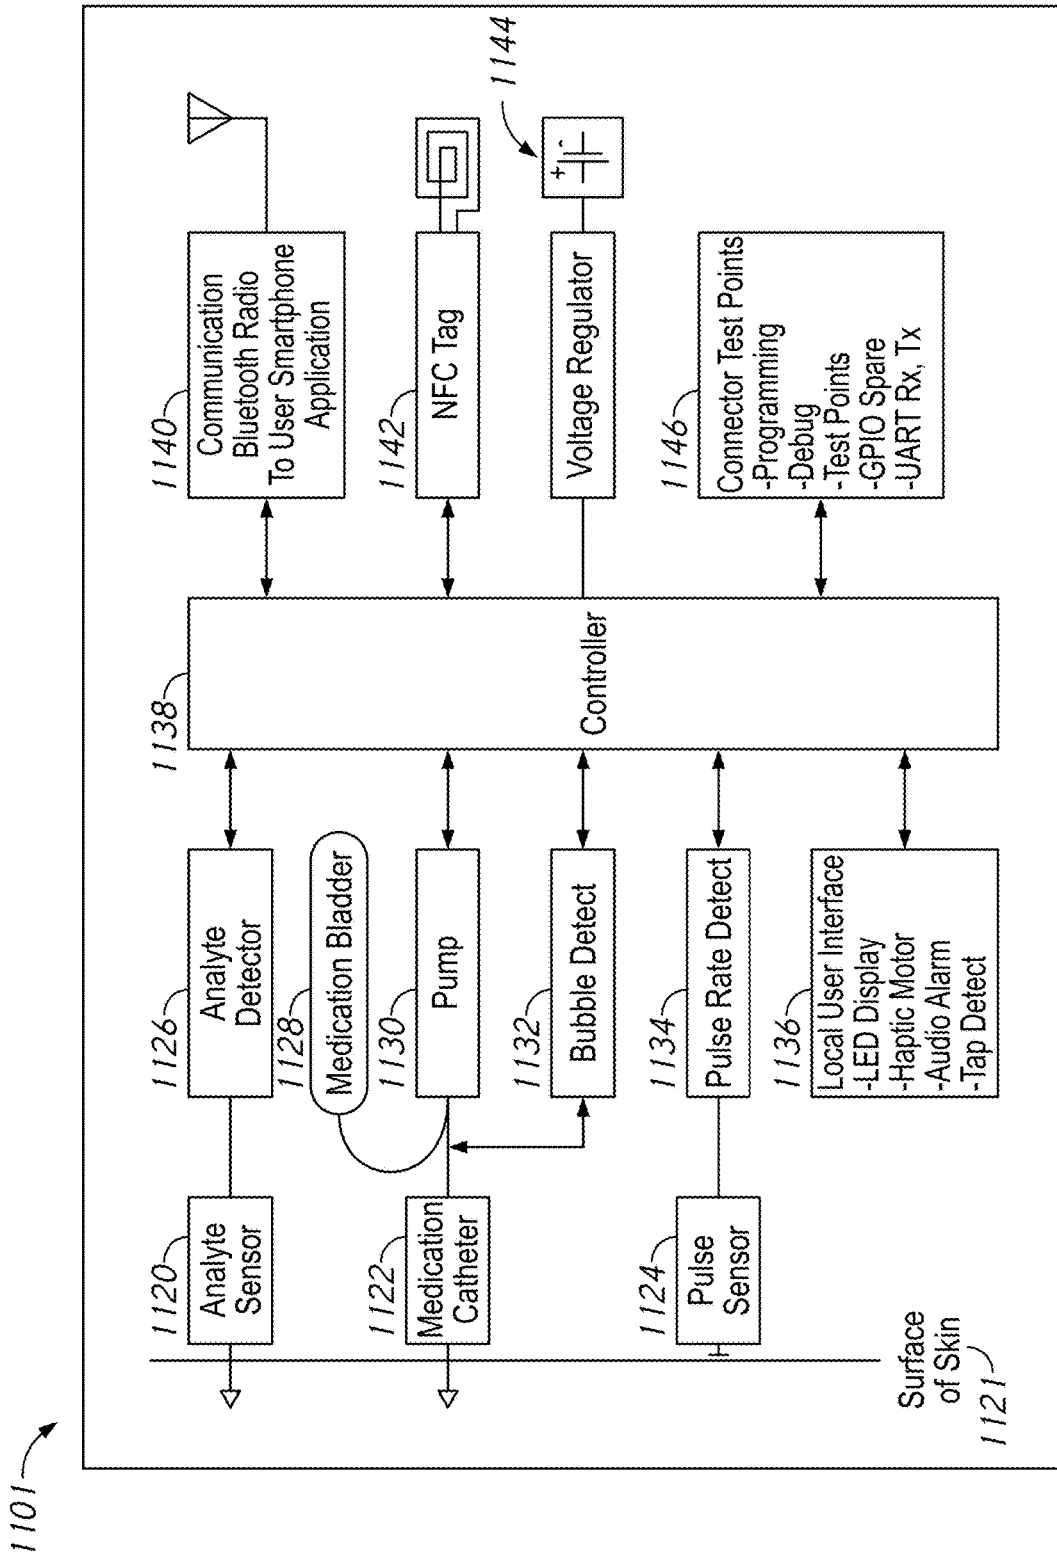 1101
1120
Analyte
Sensor
1126
Analyte
Detector
1128
Medication Bladder
1122
Medication
Catheter
1130
Pump
1132
Bubble Detect
1124
Pulse
Sensor
1134
Pulse Rate Detect
1136
Local User Interface
-LED Display
-Haptic Motor
-Audio Alarm
-Tap Detect
Surface
of Skin
1121
1138
Controller
1140
Communication
Bluetooth Radio
To User Smartphone
Application
1142
NFC Tag
Voltage Regulator
1144
+
-
1146
Connector Test Points
-Programming
-Debug
-Test Points
-GPIO Spare
-UART Rx, Tx